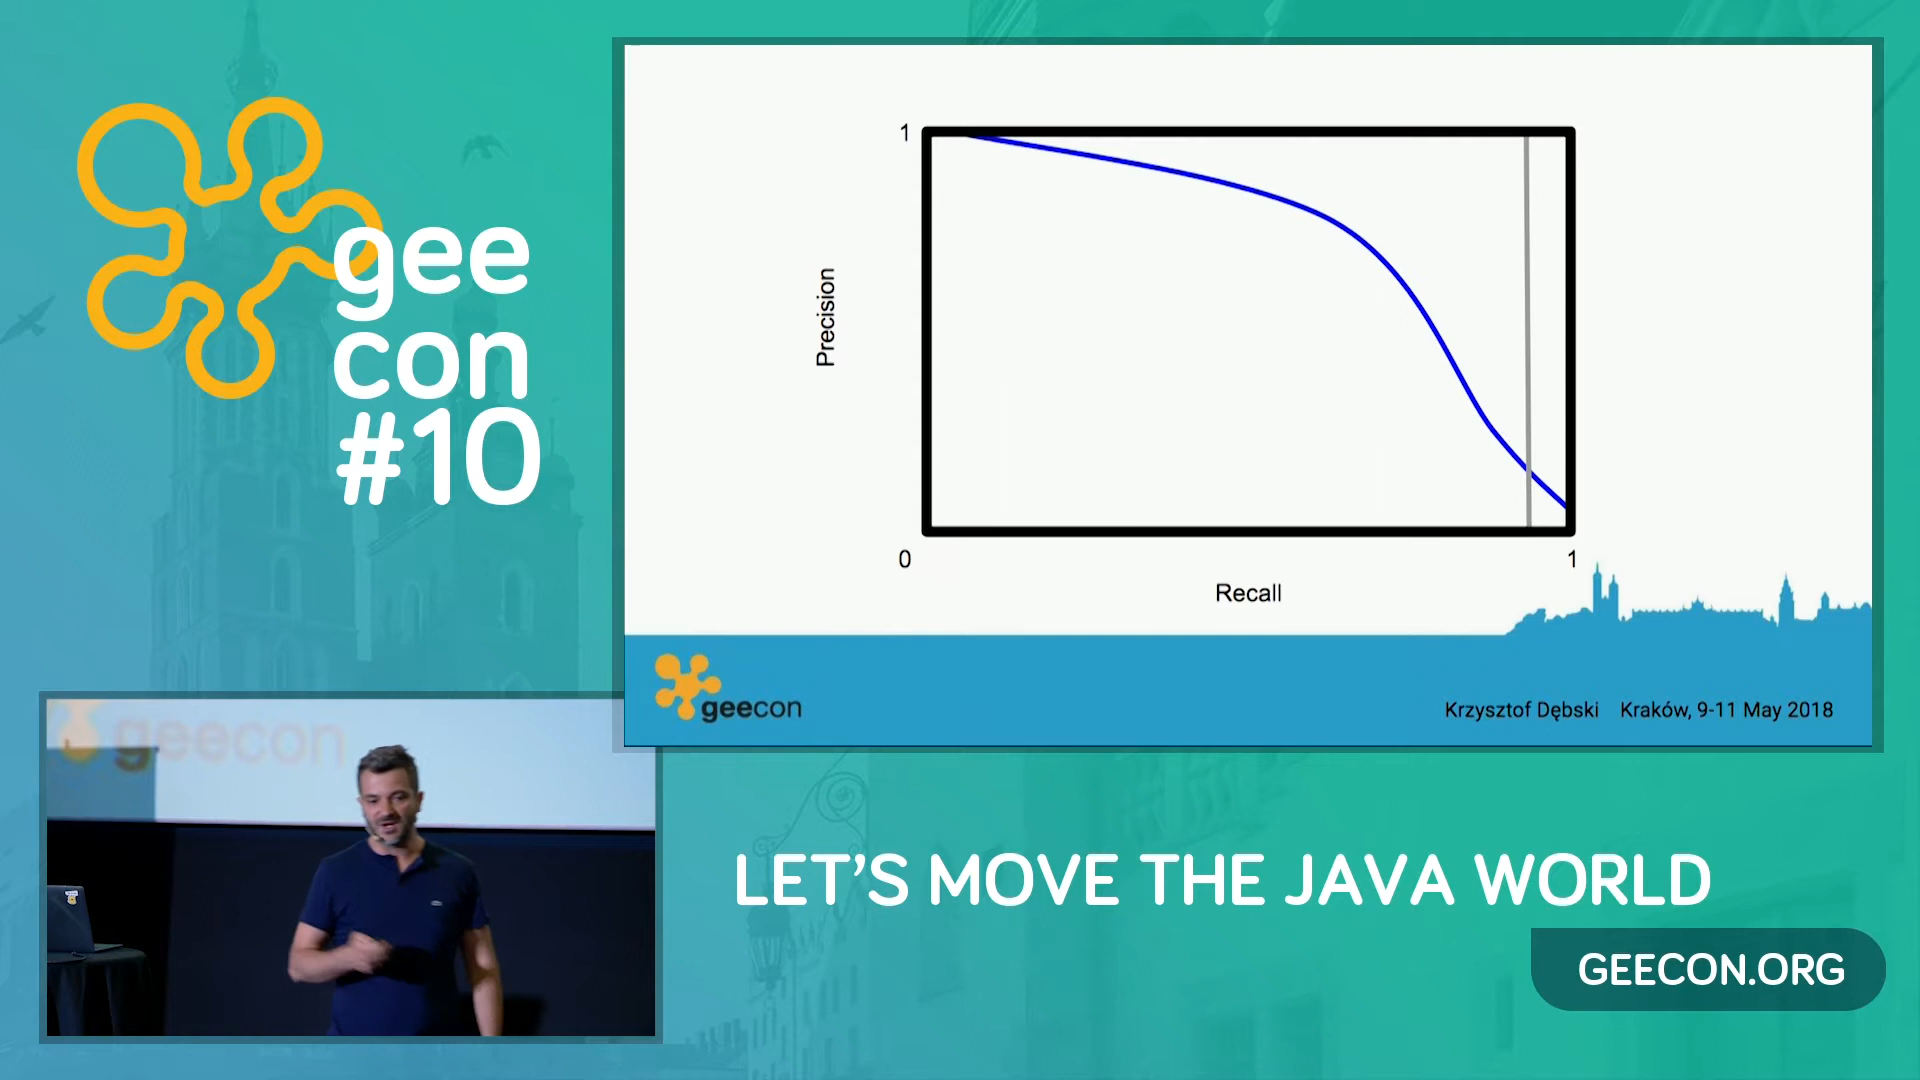 gee
con
#10
1
Precision
0
1
Recall
geecon
Krzysztof Dębski Kraków, 9-11 May 2018
geecon
LET'S MOVE THE JAVA WORLD
GEECON.ORG